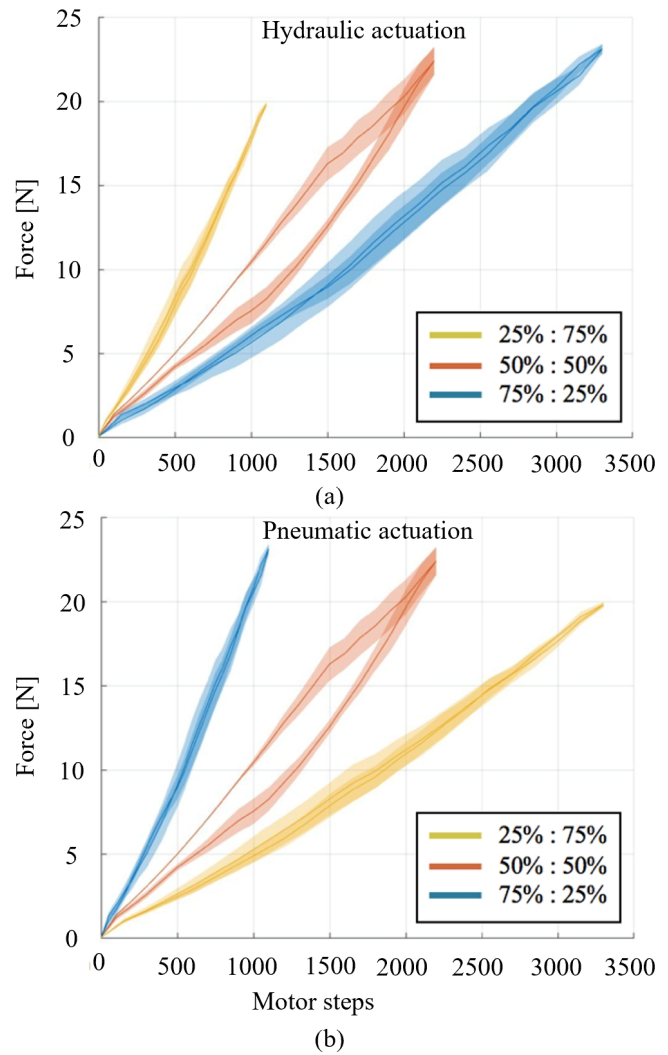 Hydraulic actuation
25
20
15
10
5
0
Force [N]
25% : 75%
50% : 50%
75% : 25%
0 500 1000 1500 2000 2500 3000 3500
(a)
Pneumatic actuation
25
20
15
10
5
0
Force [N]
25% : 75%
50% : 50%
75% : 25%
0 500 1000 1500 2000 2500 3000 3500
Motor steps
(b)